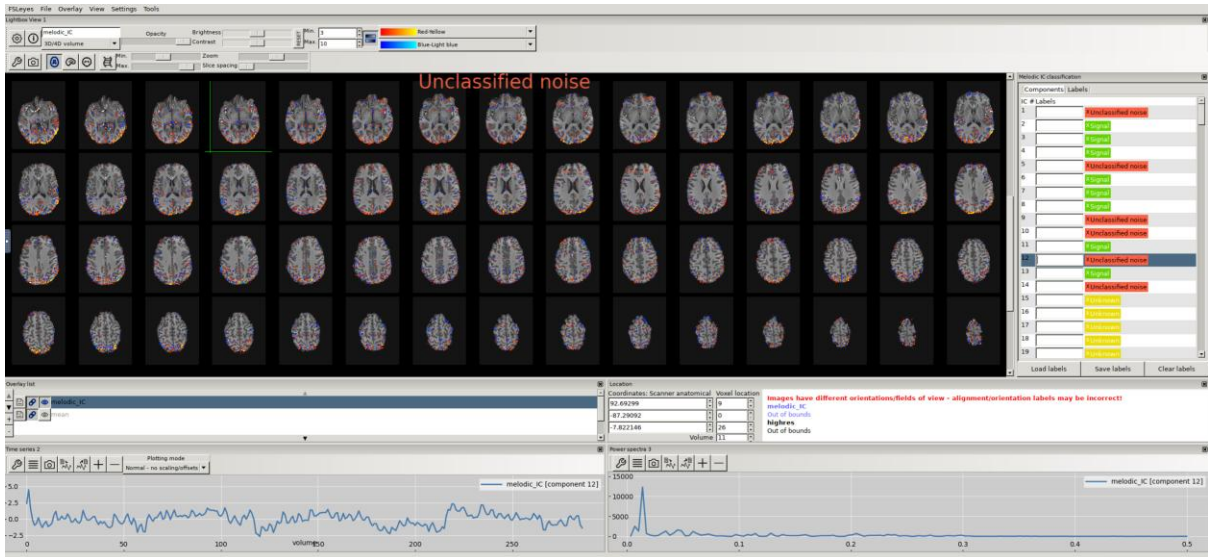 FSLeyes File Overlay View Settings Tools
Lightbox View 1
melodic_IC
3D/4D volume
Opacity
Brightness
Contrast
RESET
Min. 3
Max. 10
Red-Yellow
Blue-Light blue
Min.
Max.
Zoom
Slice spacing
Unclassified noise
Melodic IC classification
Components Labels
IC # Labels
1 x Unclassified noise
2 x Signal
3 x Signal
4 x Signal
5 x Unclassified noise
6 x Signal
7 x Signal
8 x Signal
9 x Unclassified noise
10 x Unclassified noise
11 x Signal
12 x Unclassified noise
13 x Signal
14 x Unclassified noise
15 x Unknown
16 x Unknown
17 x Unknown
18 x Unknown
19 x Unknown
Load labels Save labels Clear labels
Overlay list
melodic_IC
mean
Location
Coordinates: Scanner anatomical Voxel location
92.69299 9
-87.29092 0
-7.822146 26
Volume 11
Images have different orientations/fields of view - alignment/orientation labels may be incorrect!
melodic_IC
Out of bounds
highres
Out of bounds
Time series 2
Plotting mode
Normal - no scaling/offsets
melodic_IC [component 12]
5.0
2.5
0.0
−2.5
0 50 100 150 200 250
volume
Power spectra 3
melodic_IC [component 12]
15000
10000
5000
0
0.0 0.1 0.2 0.3 0.4 0.5